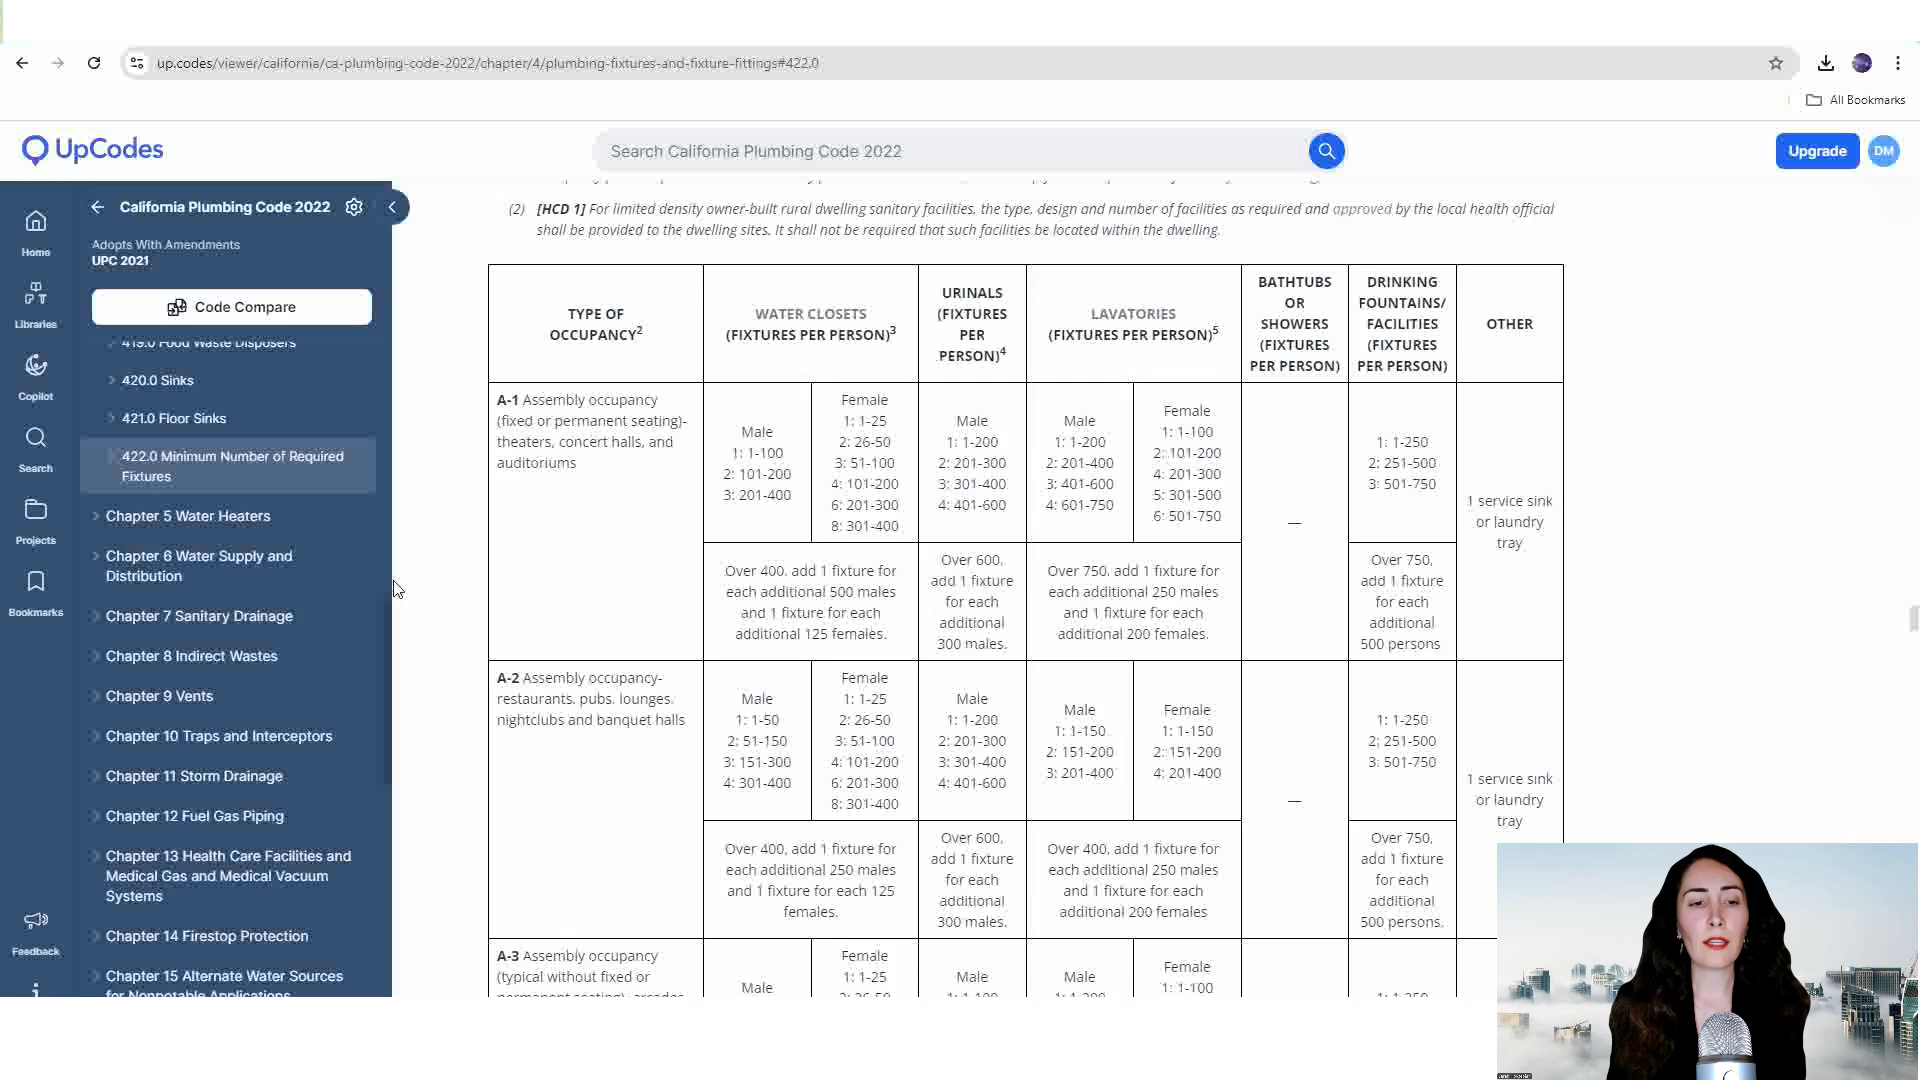 up.codes/viewer/california/ca-plumbing-code-2022/chapter/4/plumbing-fixtures-and-fixture-fittings#422.0
All Bookmarks
UpCodes
Search California Plumbing Code 2022
Upgrade
DM
Home
Libraries
Copilot
Search
Projects
Bookmarks
Feedback
California Plumbing Code 2022
Adopts With Amendments
UPC 2021
Code Compare
419.0 Food Waste Disposers
420.0 Sinks
421.0 Floor Sinks
422.0 Minimum Number of Required
Fixtures
Chapter 5 Water Heaters
Chapter 6 Water Supply and
Distribution
Chapter 7 Sanitary Drainage
Chapter 8 Indirect Wastes
Chapter 9 Vents
Chapter 10 Traps and Interceptors
Chapter 11 Storm Drainage
Chapter 12 Fuel Gas Piping
Chapter 13 Health Care Facilities and
Medical Gas and Medical Vacuum
Systems
Chapter 14 Firestop Protection
Chapter 15 Alternate Water Sources
for Nonpotable Applications
(2) [HCD 1] For limited density owner-built rural dwelling sanitary facilities, the type, design and number of facilities as required and approved by the local health official
shall be provided to the dwelling sites. It shall not be required that such facilities be located within the dwelling.
TYPE OF
OCCUPANCY2
WATER CLOSETS
(FIXTURES PER PERSON)3
URINALS
(FIXTURES
PER
PERSON)4
LAVATORIES
(FIXTURES PER PERSON)5
BATHTUBS
OR
SHOWERS
(FIXTURES
PER PERSON)
DRINKING
FOUNTAINS/
FACILITIES
(FIXTURES
PER PERSON)
OTHER
A-1 Assembly occupancy
(fixed or permanent seating)-
theaters, concert halls, and
auditoriums
Male
1: 1-100
2: 101-200
3: 201-400
Female
1: 1-25
2: 26-50
3: 51-100
4: 101-200
6: 201-300
8: 301-400
Male
1: 1-200
2: 201-300
3: 301-400
4: 401-600
Male
1: 1-200
2: 201-400
3: 401-600
4: 601-750
Female
1: 1-100
2: 101-200
4: 201-300
5: 301-500
6: 501-750
—
1: 1-250
2: 251-500
3: 501-750
1 service sink
or laundry
tray
Over 400, add 1 fixture for
each additional 500 males
and 1 fixture for each
additional 125 females.
Over 600,
add 1 fixture
for each
additional
300 males.
Over 750, add 1 fixture for
each additional 250 males
and 1 fixture for each
additional 200 females.
Over 750,
add 1 fixture
for each
additional
500 persons
A-2 Assembly occupancy-
restaurants, pubs, lounges,
nightclubs and banquet halls
Male
1: 1-50
2: 51-150
3: 151-300
4: 301-400
Female
1: 1-25
2: 26-50
3: 51-100
4: 101-200
6: 201-300
8: 301-400
Male
1: 1-200
2: 201-300
3: 301-400
4: 401-600
Male
1: 1-150
2: 151-200
3: 201-400
Female
1: 1-150
2: 151-200
4: 201-400
—
1: 1-250
2: 251-500
3: 501-750
1 service sink
or laundry
tray
Over 400, add 1 fixture for
each additional 250 males
and 1 fixture for each 125
females.
Over 600,
add 1 fixture
for each
additional
300 males.
Over 400, add 1 fixture for
each additional 250 males
and 1 fixture for each
additional 200 females
Over 750,
add 1 fixture
for each
additional
500 persons.
A-3 Assembly occupancy
(typical without fixed or
permanent seating)- arcades
Male
Female
1: 1-25
2: 26-50
Male
1: 1-100
Male
1: 1-200
Female
1: 1-100
1: 1-250